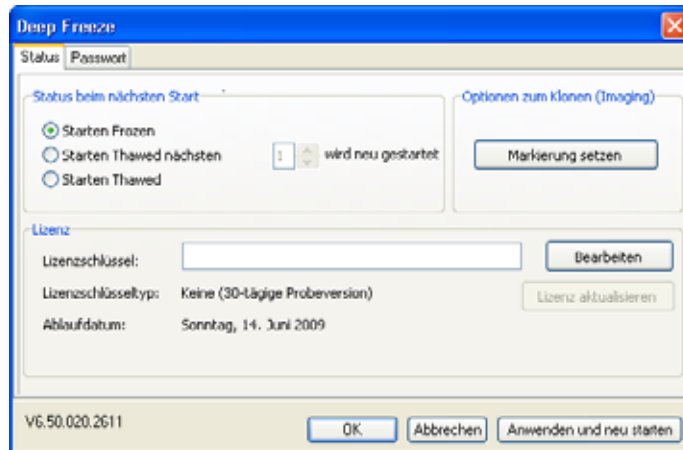 Deep Freeze
Status Passwort
Status beim nächsten Start
Starten Frozen
Starten Thawed nächsten 1 wird neu gestartet
Starten Thawed
Optionen zum Klonen (Imaging)
Markierung setzen
Lizenz
Lizenzschlüssel:
Bearbeiten
Lizenzschlüsseltyp: Keine (30-tägige Probeversion)
Lizenz aktualisieren
Ablaufdatum: Sonntag, 14. Juni 2009
V6.50.020.2611
OK Abbrechen Anwenden und neu starten